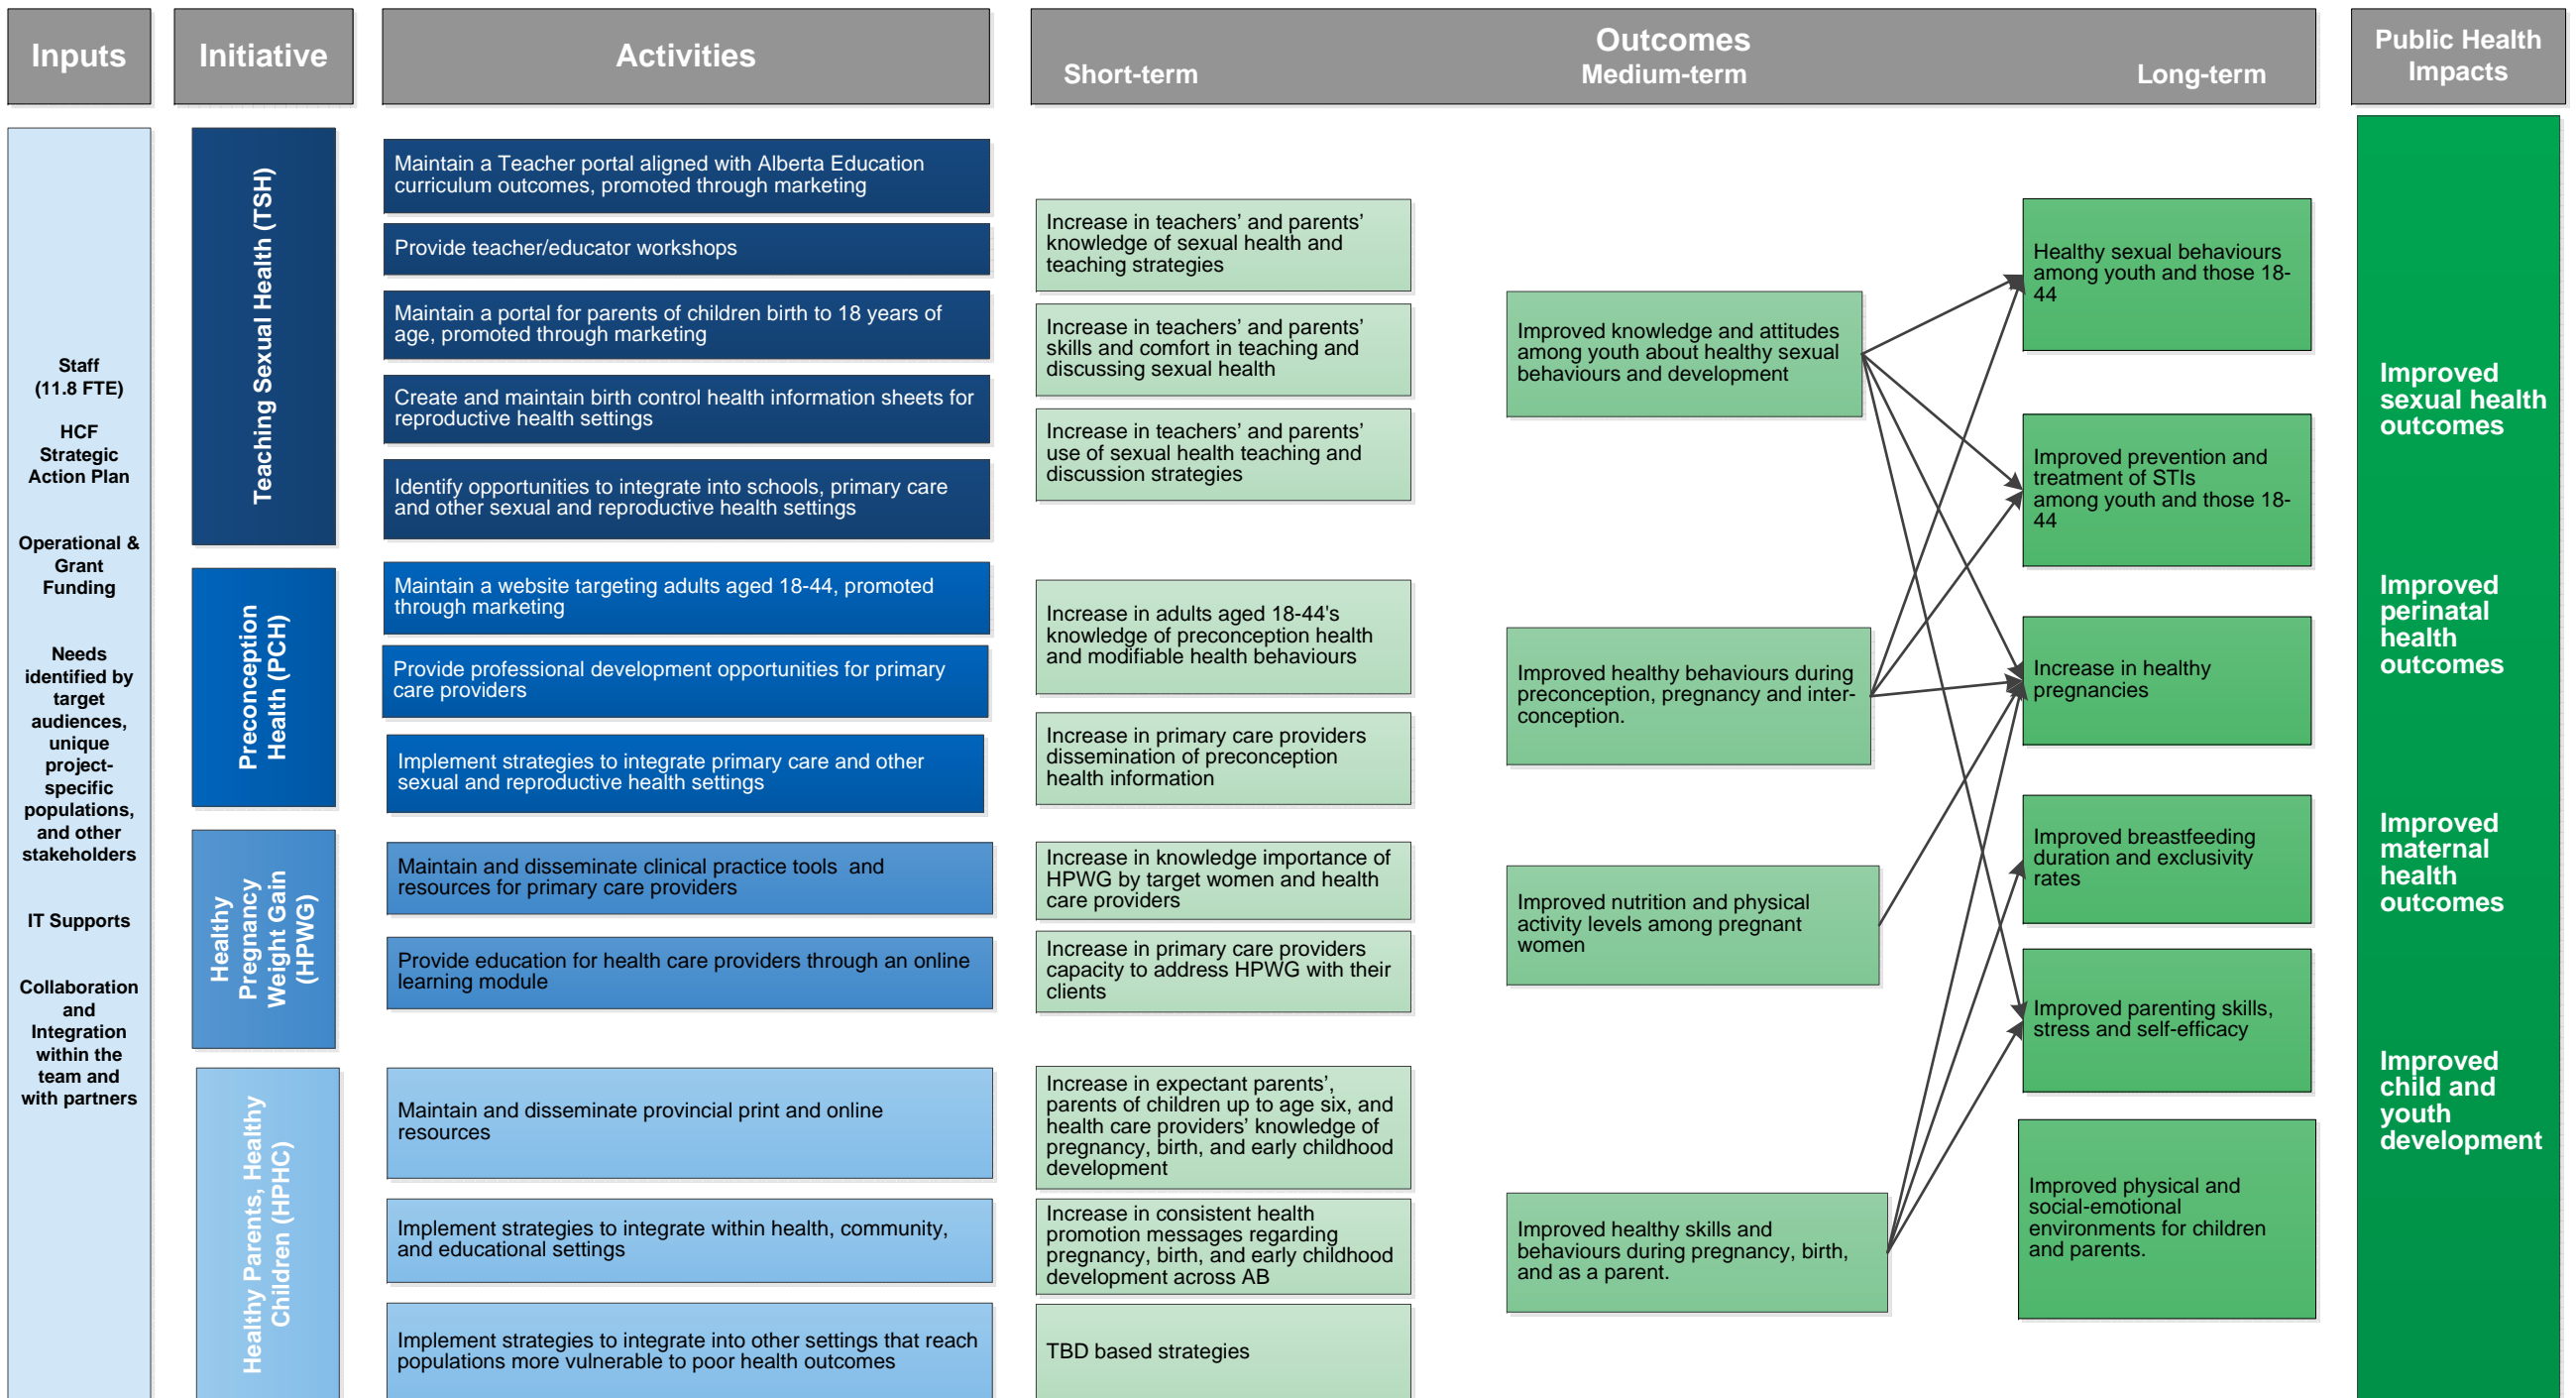 Inputs
Initiative
Activities
Outcomes
Short-term
Medium-term
Long-term
Public Health
Impacts
Staff
(11.8 FTE)
HCF
Strategic
Action Plan
Operational &
Grant
Funding
Needs
identified by
target
audiences,
unique
project-
specific
populations,
and other
stakeholders
IT Supports
Collaboration
and
Integration
within the
team and
with partners
Teaching Sexual Health (TSH)
Maintain a Teacher portal aligned with Alberta Education
curriculum outcomes, promoted through marketing
Provide teacher/educator workshops
Maintain a portal for parents of children birth to 18 years of
age, promoted through marketing
Create and maintain birth control health information sheets for
reproductive health settings
Identify opportunities to integrate into schools, primary care
and other sexual and reproductive health settings
Preconception
Health (PCH)
Maintain a website targeting adults aged 18-44, promoted
through marketing
Provide professional development opportunities for primary
care providers
Implement strategies to integrate primary care and other
sexual and reproductive health settings
Healthy
Pregnancy
Weight Gain
(HPWG)
Maintain and disseminate clinical practice tools  and
resources for primary care providers
Provide education for health care providers through an online
learning module
Healthy Parents, Healthy
Children (HPHC)
Maintain and disseminate provincial print and online
resources
Implement strategies to integrate within health, community,
and educational settings
Implement strategies to integrate into other settings that reach
populations more vulnerable to poor health outcomes
Increase in teachers’ and parents’
knowledge of sexual health and
teaching strategies
Increase in teachers’ and parents’
skills and comfort in teaching and
discussing sexual health
Increase in teachers’ and parents’
use of sexual health teaching and
discussion strategies
Increase in adults aged 18-44's
knowledge of preconception health
and modifiable health behaviours
Increase in primary care providers
dissemination of preconception
health information
Increase in knowledge importance of
HPWG by target women and health
care providers
Increase in primary care providers
capacity to address HPWG with their
clients
Increase in expectant parents’,
parents of children up to age six, and
health care providers’ knowledge of
pregnancy, birth, and early childhood
development
Increase in consistent health
promotion messages regarding
pregnancy, birth, and early childhood
development across AB
TBD based strategies
Improved knowledge and attitudes
among youth about healthy sexual
behaviours and development
Improved healthy behaviours during
preconception, pregnancy and inter-
conception.
Improved nutrition and physical
activity levels among pregnant
women
Improved healthy skills and
behaviours during pregnancy, birth,
and as a parent.
Healthy sexual behaviours
among youth and those 18-
44
Improved prevention and
treatment of STIs
among youth and those 18-
44
Increase in healthy
pregnancies
Improved breastfeeding
duration and exclusivity
rates
Improved parenting skills,
stress and self-efficacy
Improved physical and
social-emotional
environments for children
and parents.
Improved
sexual health
outcomes
Improved
perinatal
health
outcomes
Improved
maternal
health
outcomes
Improved
child and
youth
development